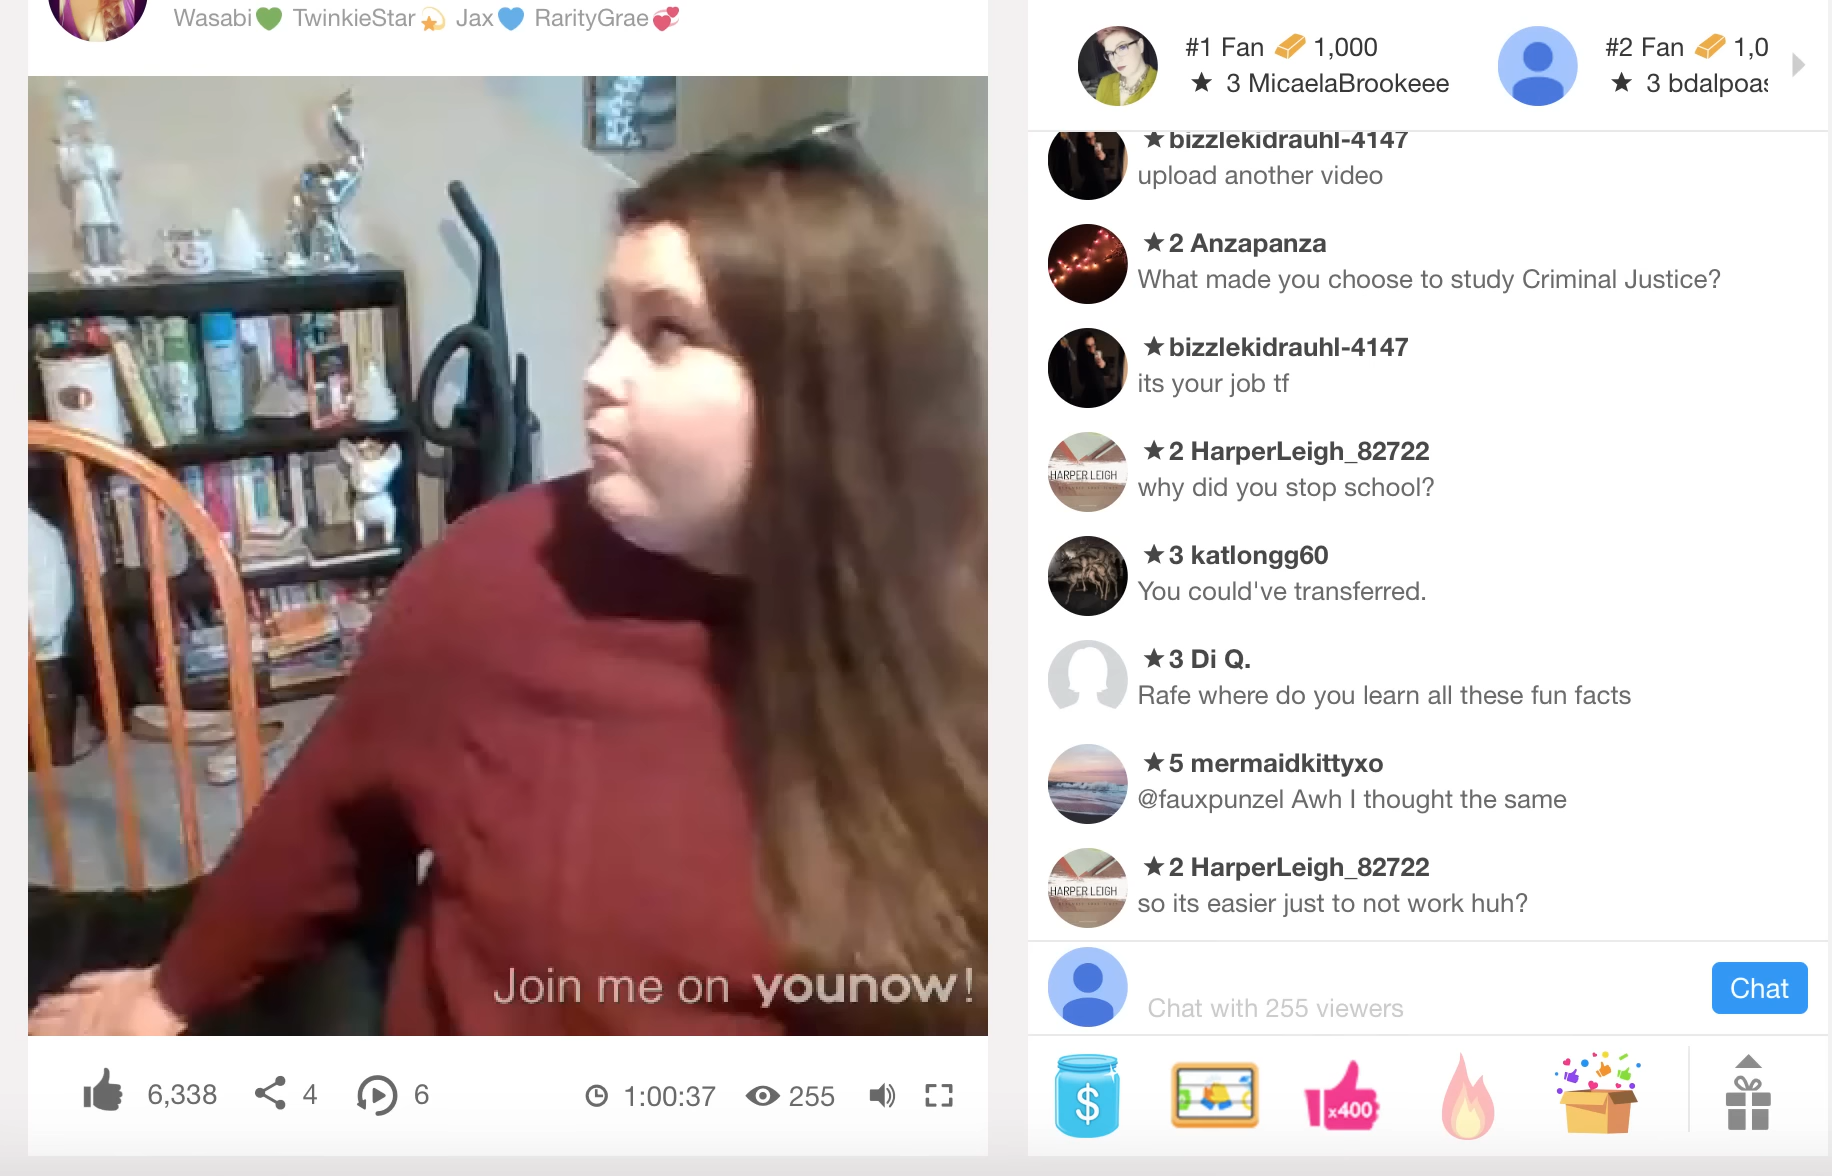 Wasabi💚 TwinkieStar💫 Jax💙 RarityGrae💞
Join me on younow!
6,338
4
6
1:00:37
255
#1 Fan 1,000
★ 3 MicaelaBrookeee
#2 Fan 1,0
★ 3 bdalpoas
★bizzlekidrauhl-4147
upload another video
★2 Anzapanza
What made you choose to study Criminal Justice?
★bizzlekidrauhl-4147
its your job tf
HARPER LEIGH
★2 HarperLeigh_82722
why did you stop school?
★3 katlongg60
You could've transferred.
★3 Di Q.
Rafe where do you learn all these fun facts
★5 mermaidkittyxo
@fauxpunzel Awh I thought the same
HARPER LEIGH
★2 HarperLeigh_82722
so its easier just to not work huh?
Chat with 255 viewers
Chat
$
x400